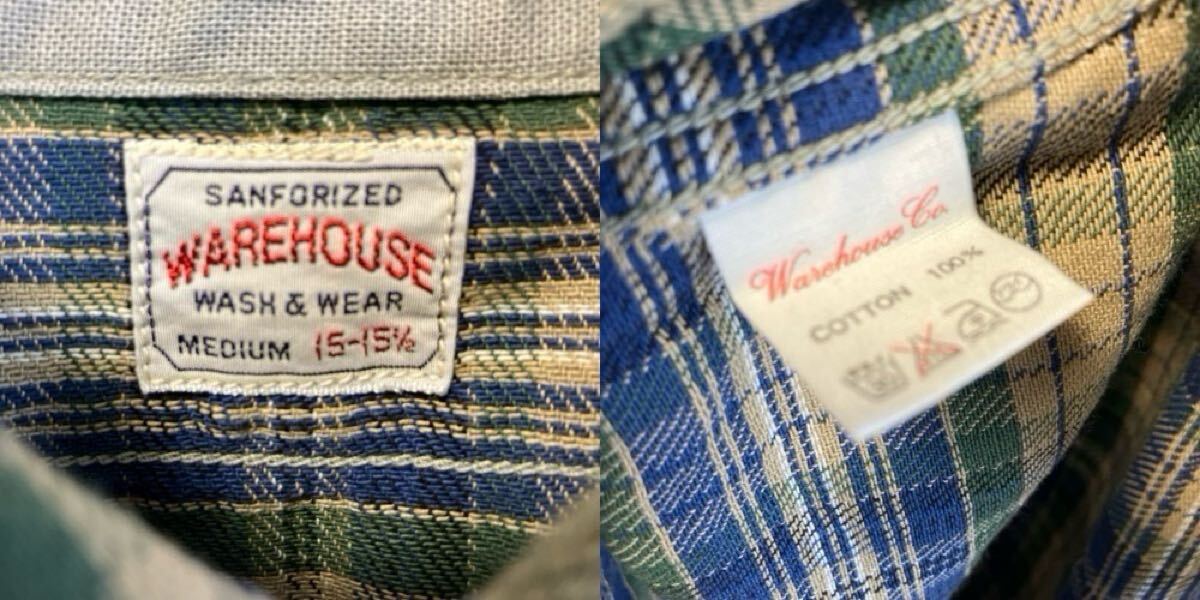 SANFORIZED
WAREHOUSE
WASH & WEAR
MEDIUM 15-15½
Warehouse Co.
COTTON 100%